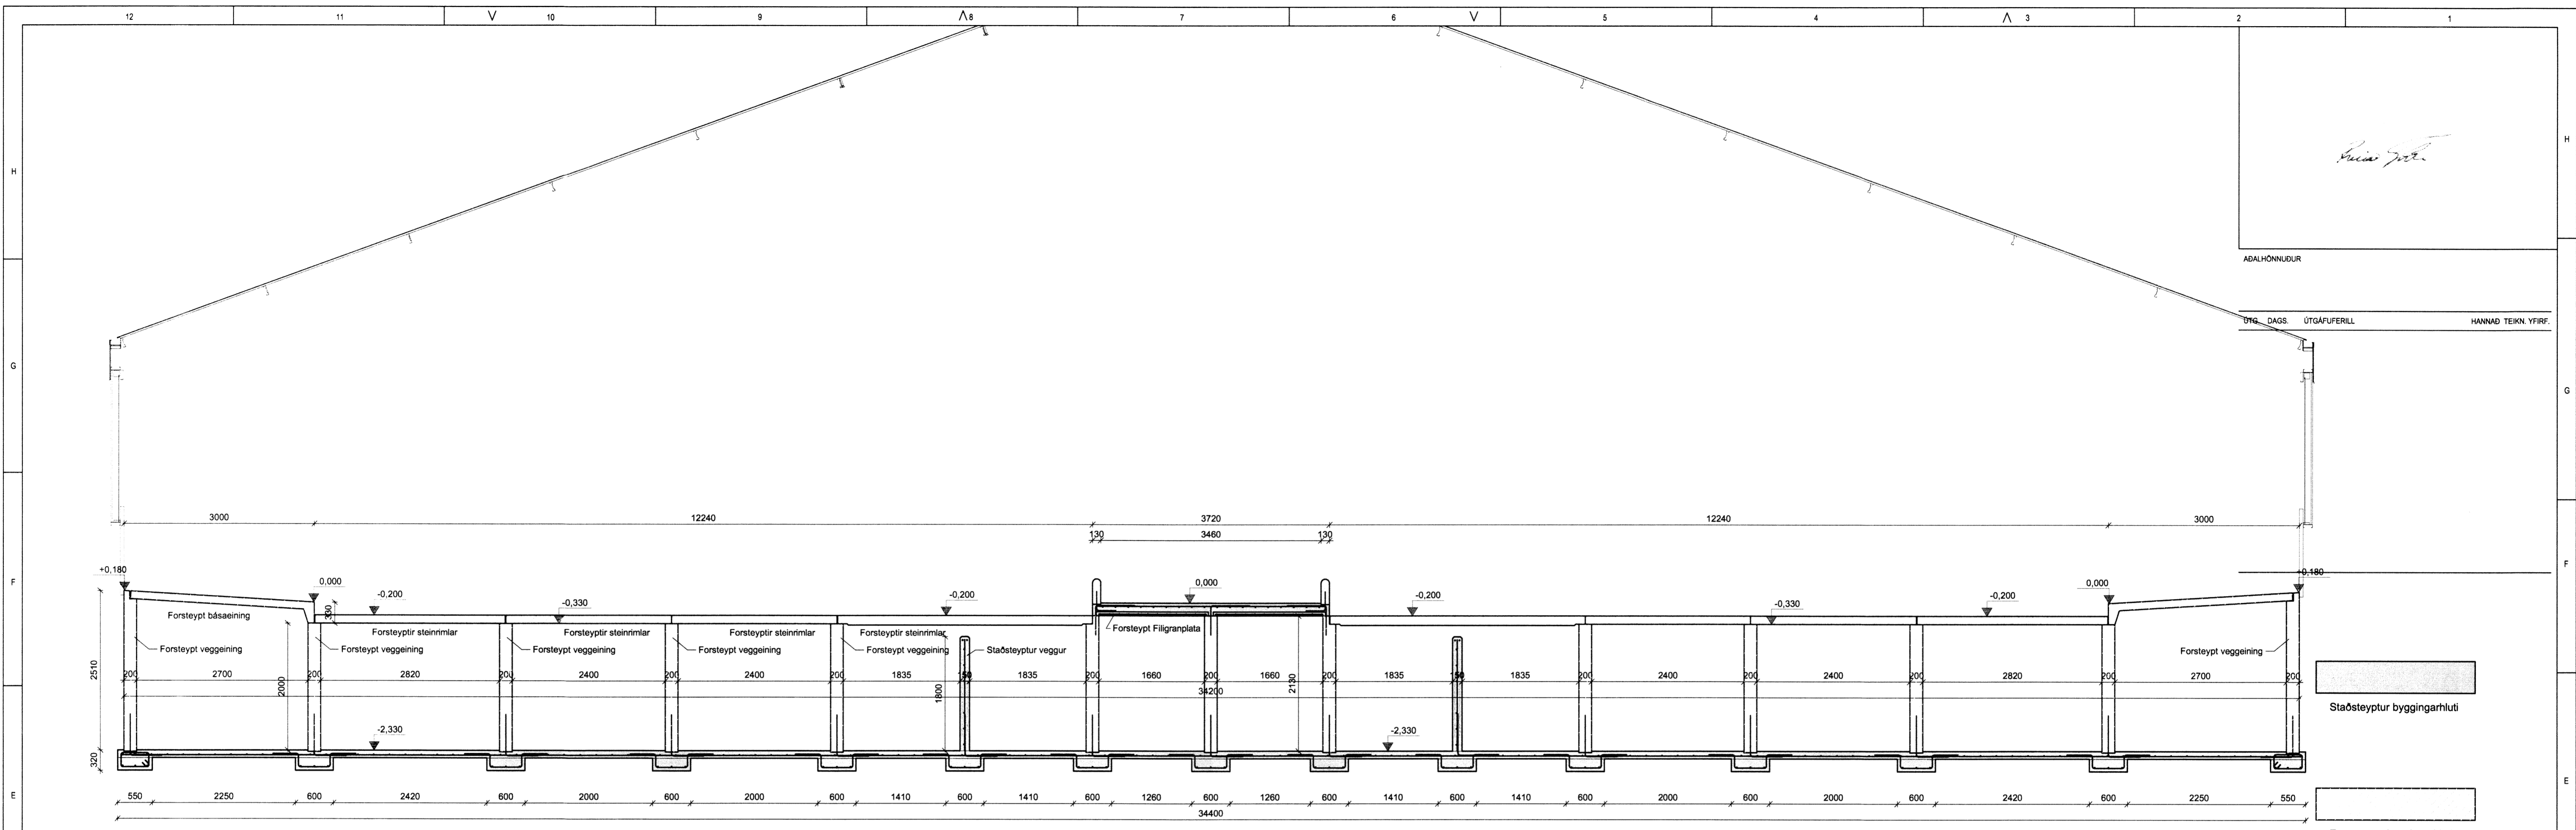 12 11 10 9 8 7 6 5 4 3 2 1
H H
AÐALHÖNNUÐUR
ÚTG. DAGS. ÚTGÁFUFERILL HANNAÐ TEIKN. YFIRF.
G G
3000 12240 3720 12240 3000
130 3460 130
F F
+0,180 0,000 -0,200 -0,330 -0,200 0,000 -0,200 -0,330 -0,200 0,000 +0,180
330
Forsteypt básaeining
Forsteyptir steinrimlar Forsteyptir steinrimlar Forsteyptir steinrimlar Forsteyptir steinrimlar Forsteypt Filigranplata
Forsteypt veggeining Forsteypt veggeining Forsteypt veggeining Forsteypt veggeining Forsteypt veggeining Staðsteyptur veggur Forsteypt veggeining
200 2700 200 2820 200 2400 200 2400 200 1835 150 1835 200 1660 200 1660 200 1835 150 1835 200 2400 200 2400 200 2820 200 2700 200
2510 2000 1800 2130
34200
Staðsteyptur byggingarhluti
-2,330 -2,330
320
E E
550 2250 600 2420 600 2000 600 2000 600 1410 600 1410 600 1260 600 1260 600 1410 600 1410 600 2000 600 2000 600 2420 600 2250 550
34400